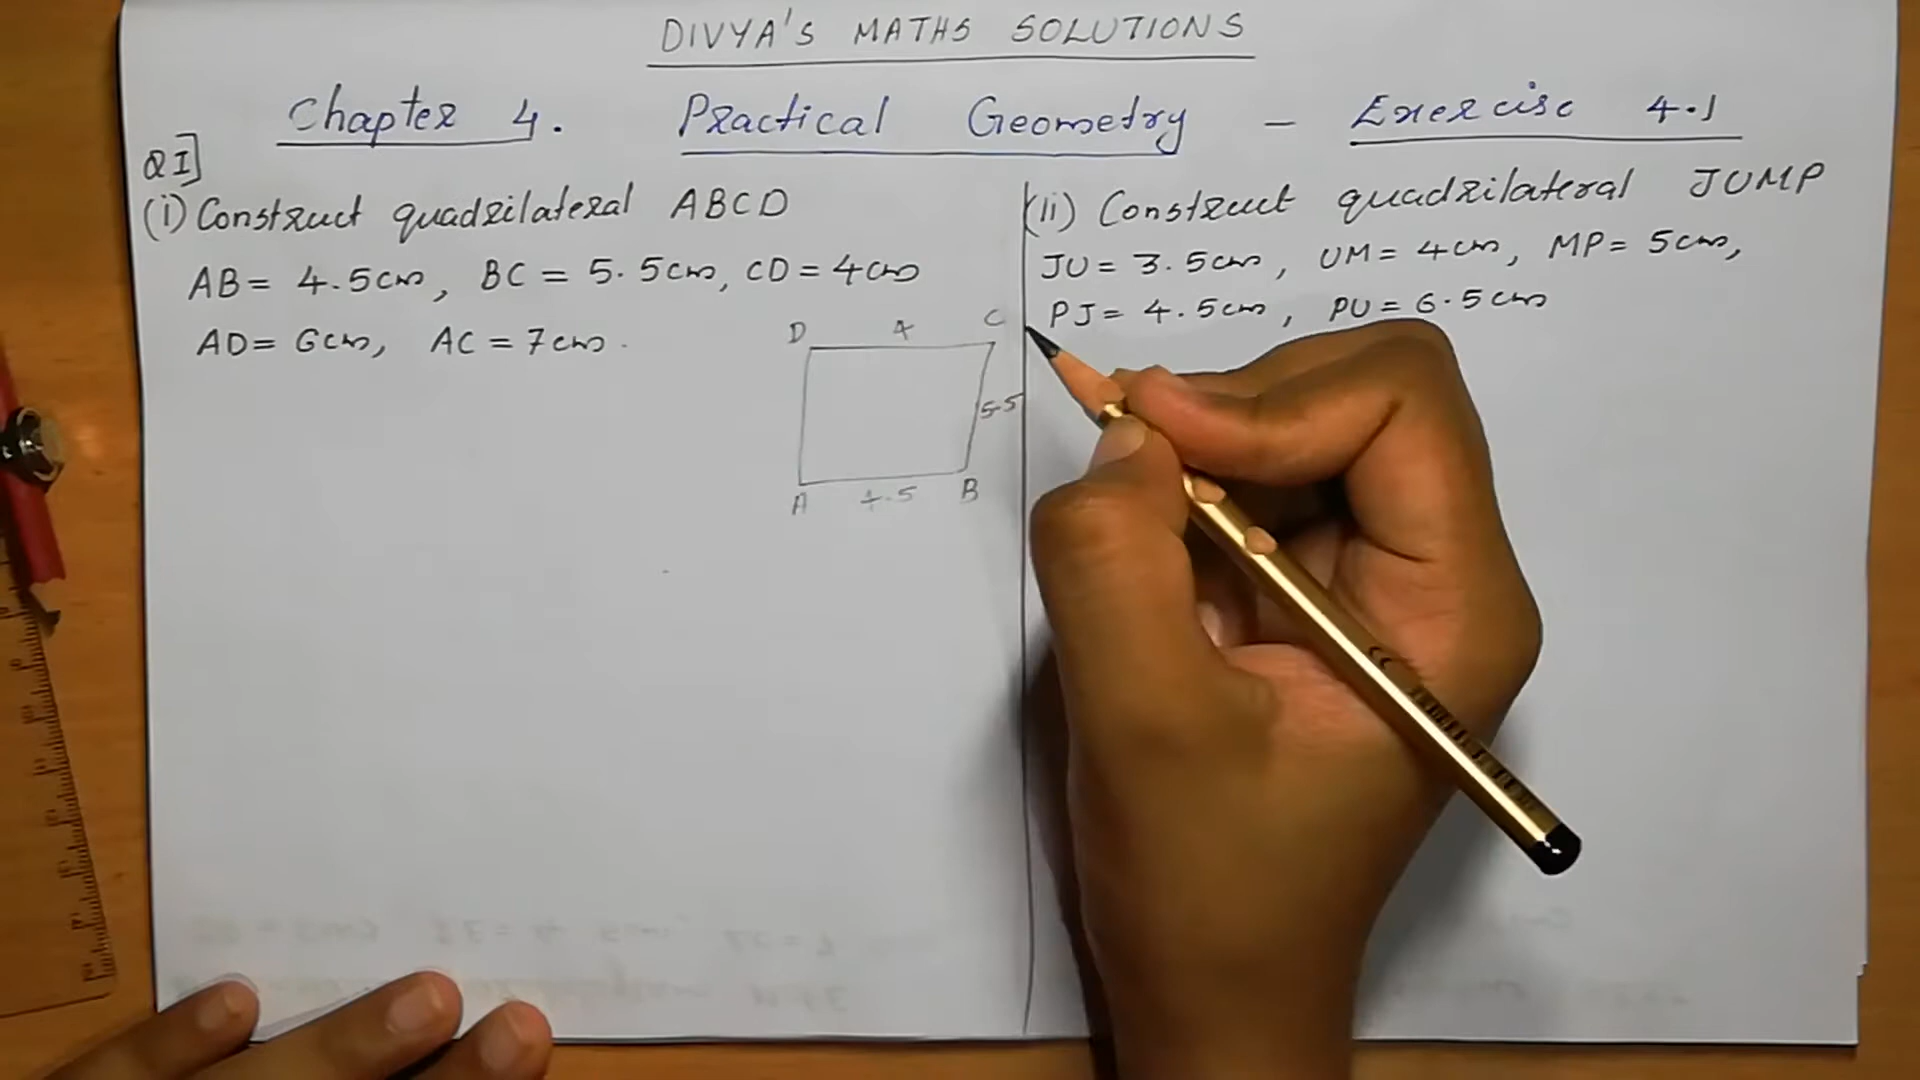 DIVYA'S MATHS SOLUTIONS
Chapter 4. Practical Geometry - Exercise 4.1
Q1]
(i) Construct quadrilateral ABCD
AB = 4.5cm, BC = 5.5cm, CD = 4cm
AD = 6cm, AC = 7cm.
D 4 C
5.5
A 4.5 B
(ii) Construct quadrilateral JUMP
JU = 3.5cm, UM = 4cm, MP = 5cm,
PJ = 4.5cm, PU = 6.5cm